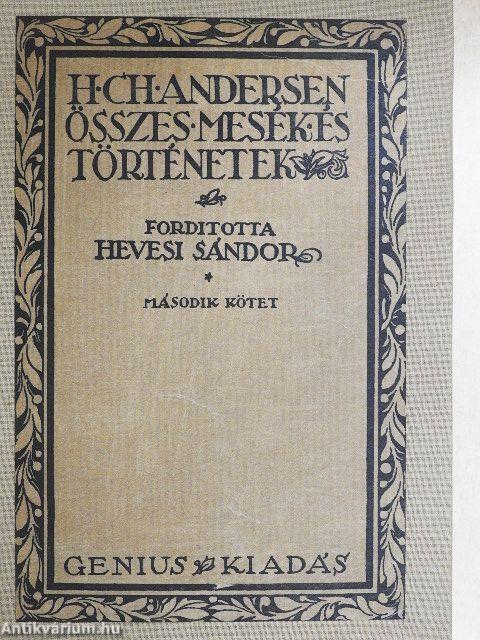 H·CH·ANDERSEN
ÖSSZES·MESÉK·ÉS
TÖRTÉNETEK
FORDITOTTA
HEVESI SÁNDOR
MÁSODIK KÖTET
GENIUS KIADÁS
Antikvarium.hu